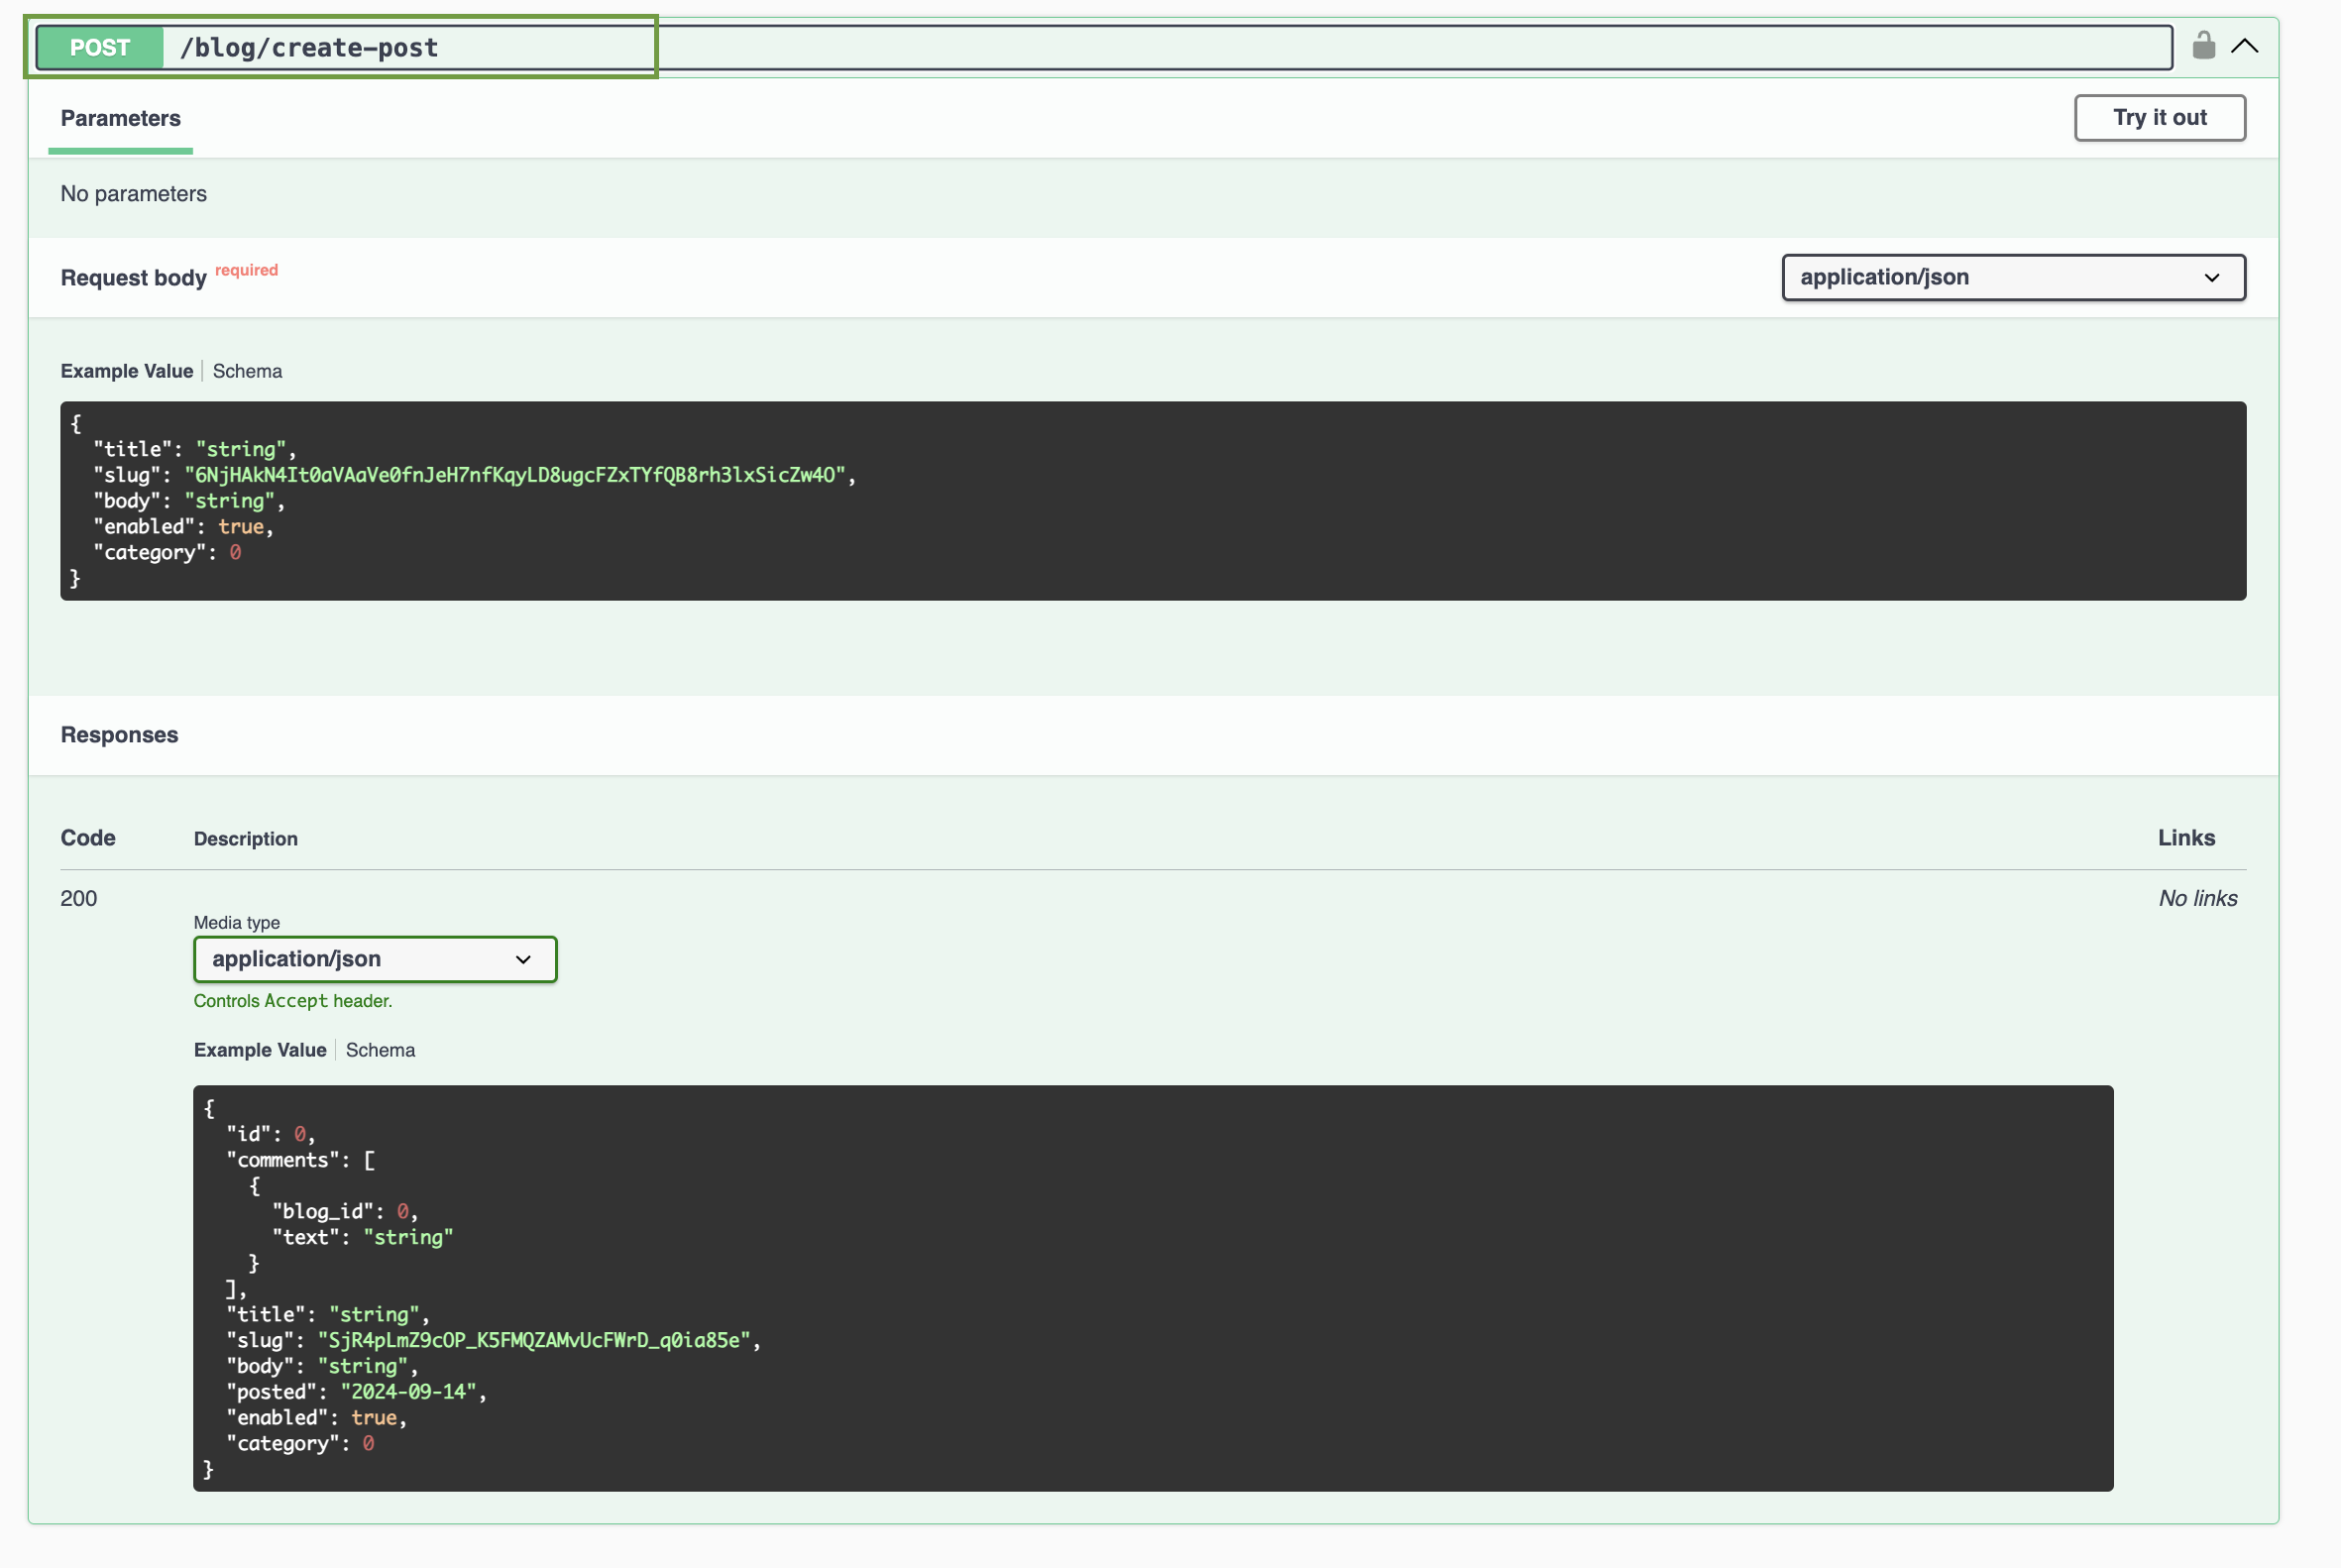 POST /blog/create-post
Parameters
Try it out
No parameters
Request body required
application/json
Example Value Schema
{
"title": "string",
"slug": "6NjHAkN4It0aVAaVe0fnJeH7nfKqyLD8ugcFZxTYfQB8rh3lxSicZw4O",
"body": "string",
"enabled": true,
"category": 0
}
Responses
Code Description Links
200 No links
Media type
application/json
Controls Accept header.
Example Value Schema
{
"id": 0,
"comments": [
{
"blog_id": 0,
"text": "string"
}
],
"title": "string",
"slug": "SjR4pLmZ9cOP_K5FMQZAMvUcFWrD_q0ia85e",
"body": "string",
"posted": "2024-09-14",
"enabled": true,
"category": 0
}